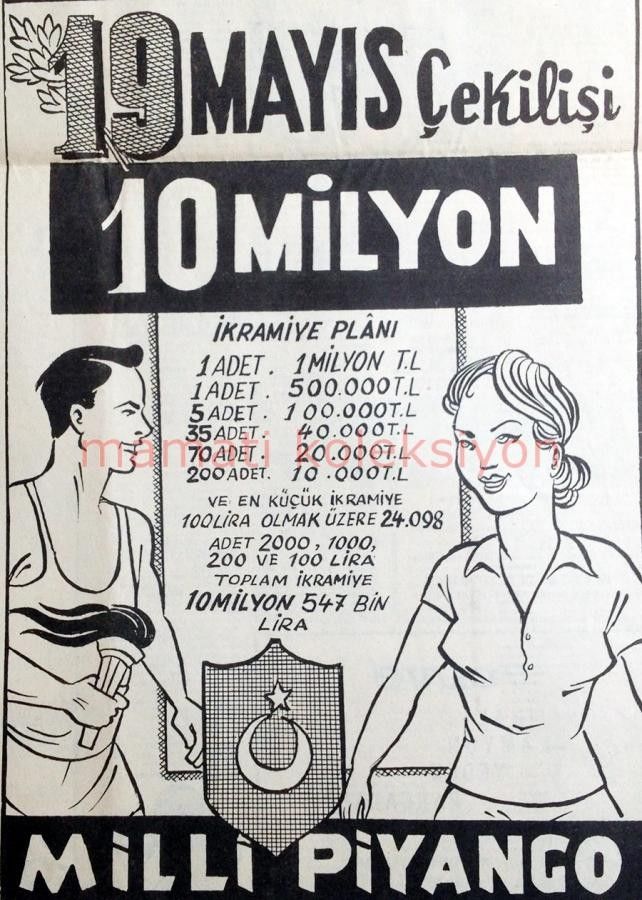 19 MAYIS Çekilişi
10 MİLYON
İKRAMİYE PLÂNI
1 ADET. 1 MİLYON T.L
1 ADET. 500.000 T.L
5 ADET. 100.000 T.L
35 ADET. 40.000 T.L
70 ADET. 20.000 T.L
200 ADET. 10.000 T.L
mamati koleksiyon
VE EN KÜÇÜK İKRAMİYE
100 LİRA OLMAK ÜZERE 24.098
ADET 2000, 1000,
200 VE 100 LİRA
TOPLAM İKRAMİYE
10 MİLYON 547 BİN
LİRA
MİLLİ PİYANGO